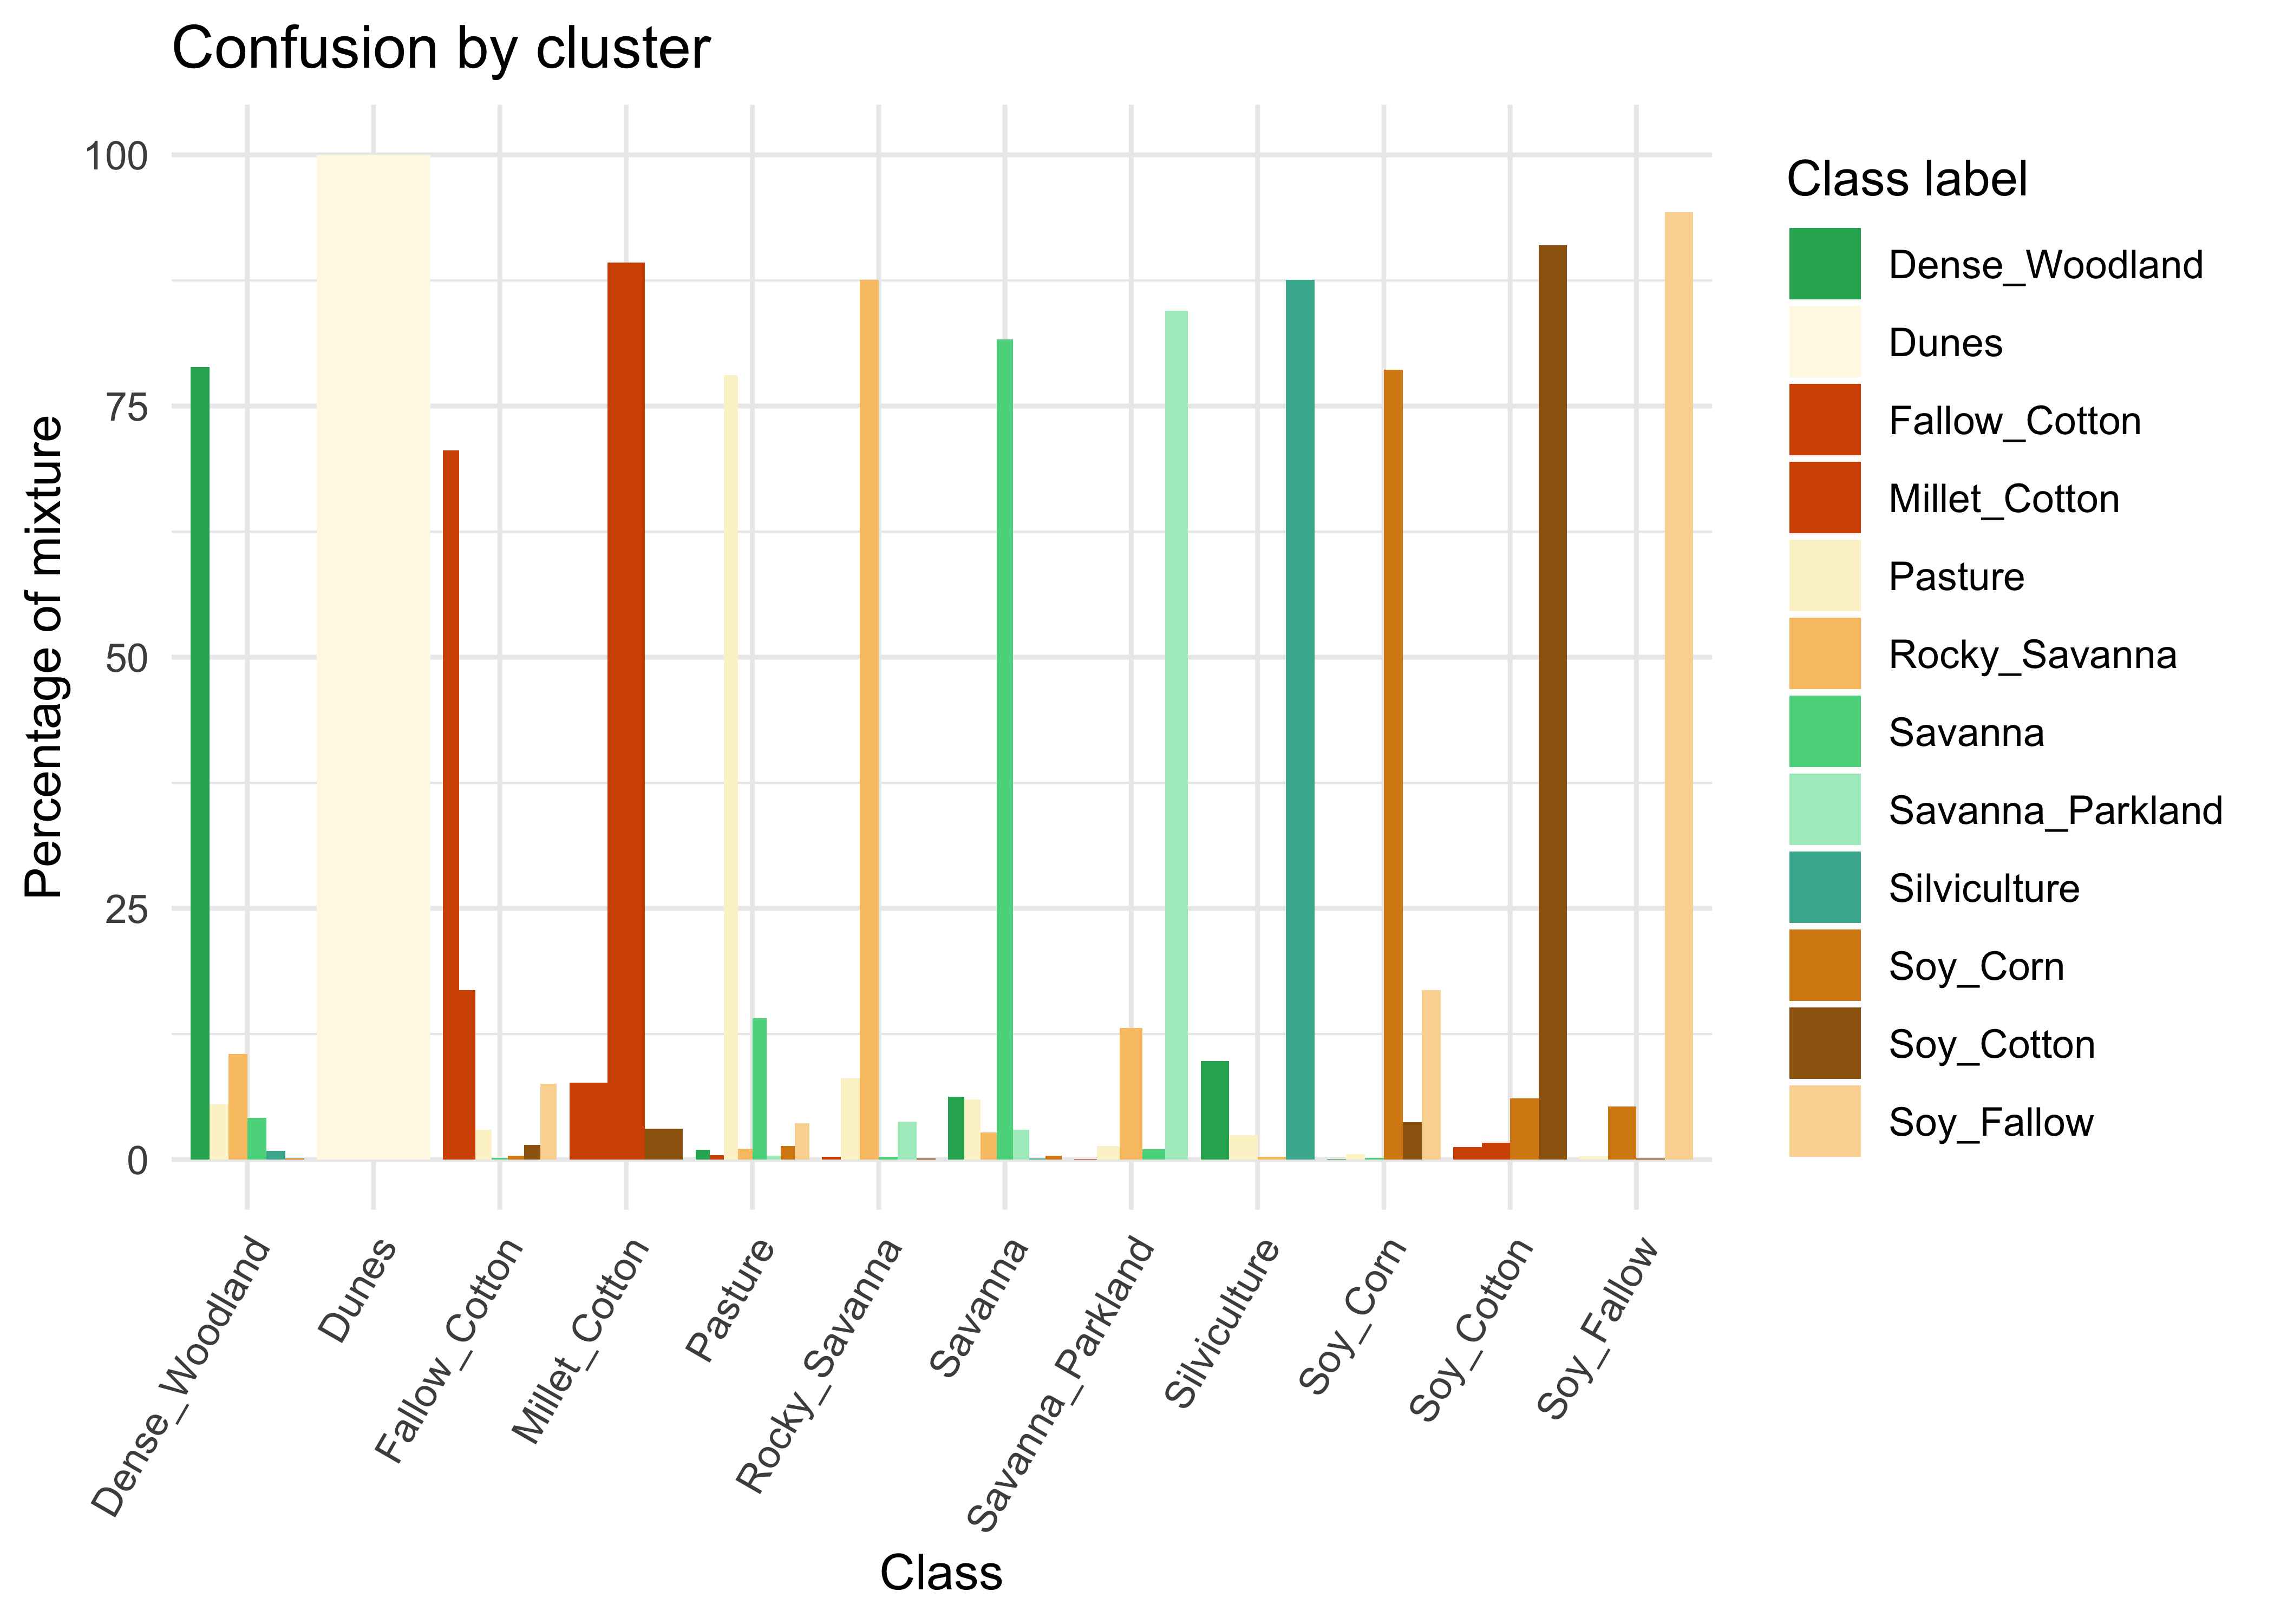 Confusion by cluster
Percentage of mixture
100
75
50
25
0
Dense_Woodland
Dunes
Fallow_Cotton
Millet_Cotton
Pasture
Rocky_Savanna
Savanna
Savanna_Parkland
Silviculture
Soy_Corn
Soy_Cotton
Soy_Fallow
Class
Class label
Dense_Woodland
Dunes
Fallow_Cotton
Millet_Cotton
Pasture
Rocky_Savanna
Savanna
Savanna_Parkland
Silviculture
Soy_Corn
Soy_Cotton
Soy_Fallow